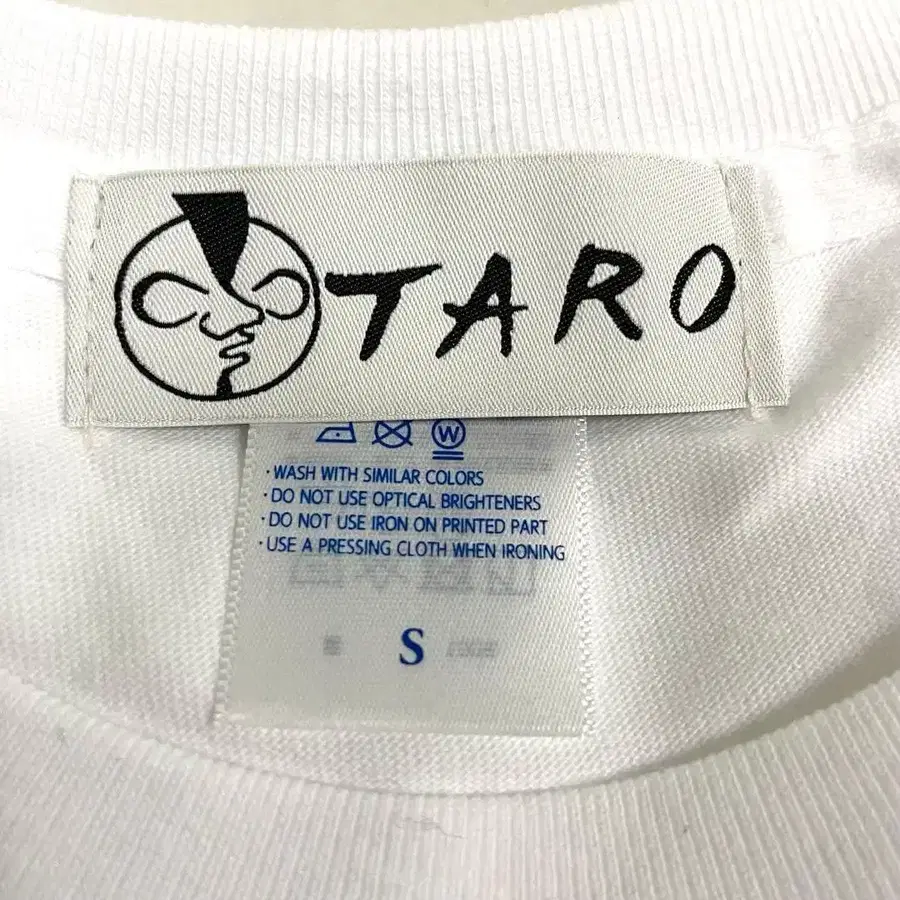 TARO
W
· WASH WITH SIMILAR COLORS
· DO NOT USE OPTICAL BRIGHTENERS
· DO NOT USE IRON ON PRINTED PART
· USE A PRESSING CLOTH WHEN IRONING
S